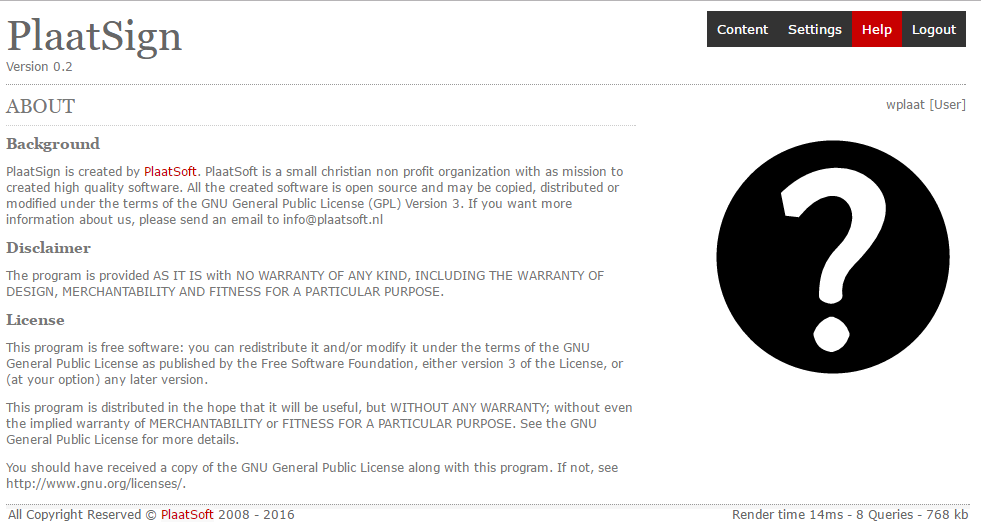 PlaatSign
Version 0.2
Content Settings Help Logout
ABOUT
wplaat [User]
Background
PlaatSign is created by PlaatSoft. PlaatSoft is a small christian non profit organization with as mission to
created high quality software. All the created software is open source and may be copied, distributed or
modified under the terms of the GNU General Public License (GPL) Version 3. If you want more
information about us, please send an email to info@plaatsoft.nl
Disclaimer
The program is provided AS IT IS with NO WARRANTY OF ANY KIND, INCLUDING THE WARRANTY OF
DESIGN, MERCHANTABILITY AND FITNESS FOR A PARTICULAR PURPOSE.
License
This program is free software: you can redistribute it and/or modify it under the terms of the GNU
General Public License as published by the Free Software Foundation, either version 3 of the License, or
(at your option) any later version.
This program is distributed in the hope that it will be useful, but WITHOUT ANY WARRANTY; without even
the implied warranty of MERCHANTABILITY or FITNESS FOR A PARTICULAR PURPOSE. See the GNU
General Public License for more details.
You should have received a copy of the GNU General Public License along with this program. If not, see
http://www.gnu.org/licenses/.
?
All Copyright Reserved © PlaatSoft 2008 - 2016
Render time 14ms - 8 Queries - 768 kb